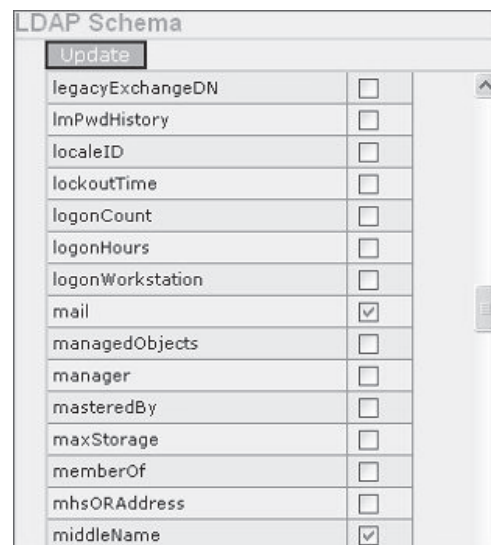 LDAP Schema
Update
legacyExchangeDN
lmPwdHistory
localeID
lockoutTime
logonCount
logonHours
logonWorkstation
mail
managedObjects
manager
masteredBy
maxStorage
memberOf
mhsORAddress
middleName